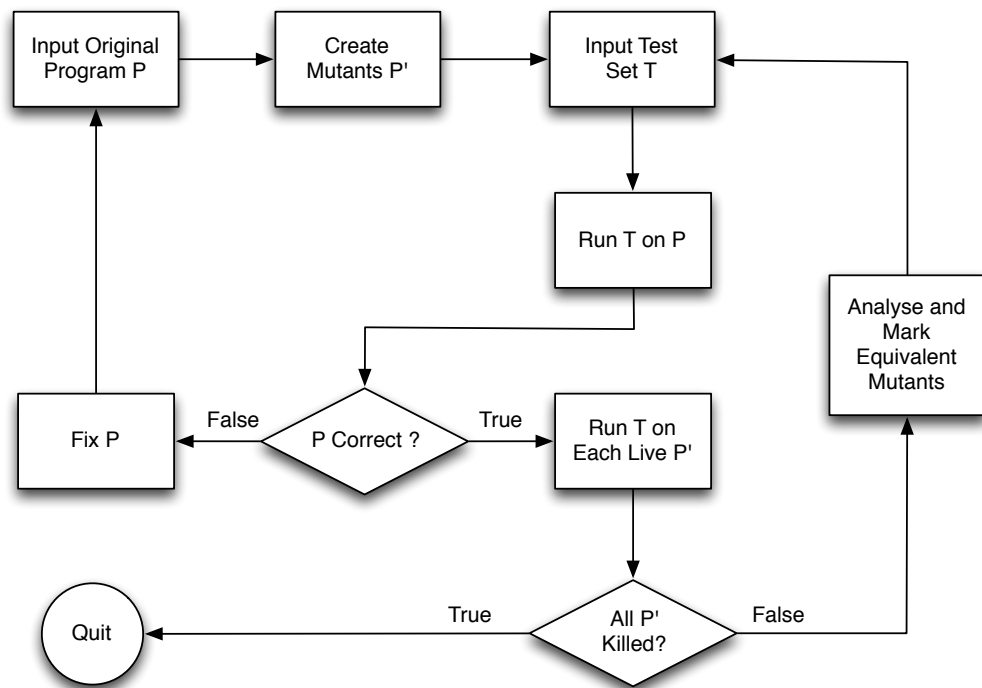 Input Original
Program P
Create
Mutants P'
Input Test
Set T
Run T on P
Analyse and
Mark
Equivalent
Mutants
Fix P
False
P Correct ?
True
Run T on
Each Live P'
Quit
True
All P'
Killed?
False